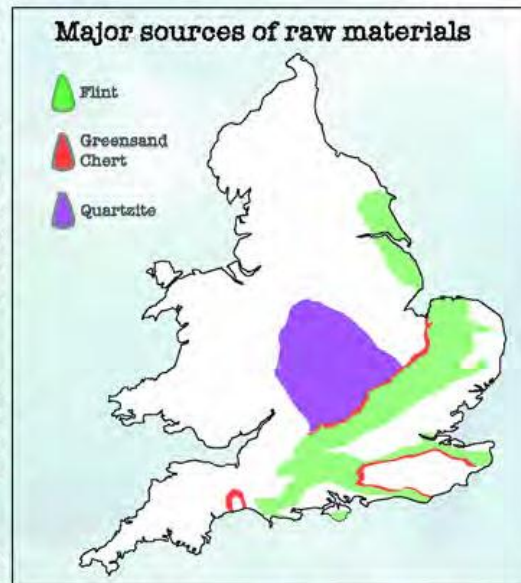 Major sources of raw materials
Flint
Greensand
Chert
Quartzite